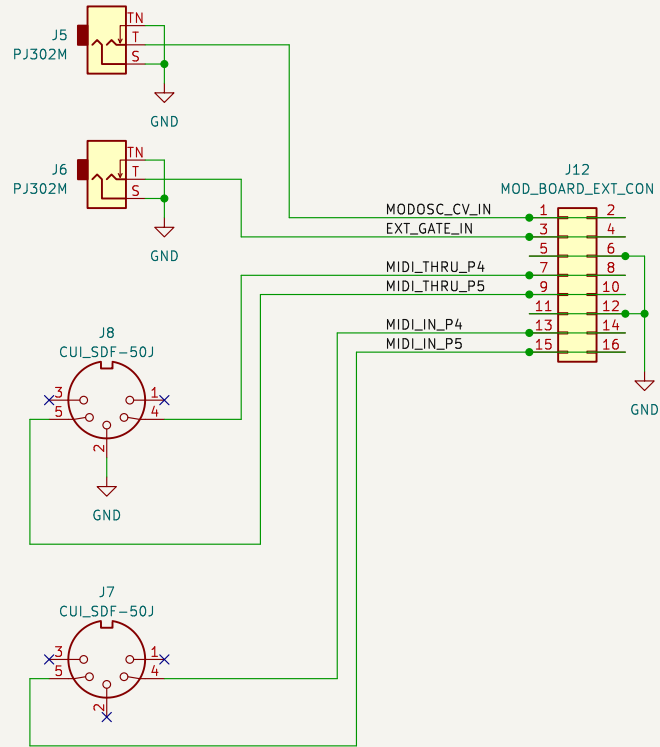 TN
J5
T
PJ302M
S
GND
TN
J6
T
PJ302M
S
GND
J12
MOD_BOARD_EXT_CON
MODOSC_CV_IN
1
2
EXT_GATE_IN
3
4
5
6
MIDI_THRU_P4
7
8
MIDI_THRU_P5
9
10
11
12
MIDI_IN_P4
13
14
MIDI_IN_P5
15
16
GND
J8
CUI_SDF-50J
3
1
5
4
2
GND
J7
CUI_SDF-50J
3
1
5
4
2